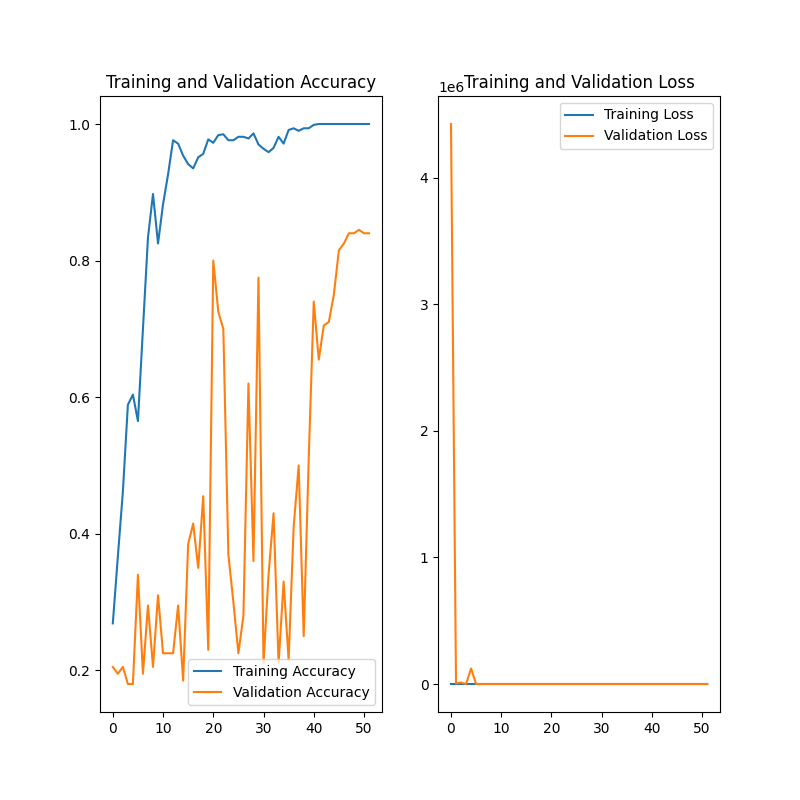 Training and Validation Accuracy
1.0
0.8
0.6
0.4
0.2
0 10 20 30 40 50
Training Accuracy
Validation Accuracy
Training and Validation Loss
1e6
4
3
2
1
0
0 10 20 30 40 50
Training Loss
Validation Loss